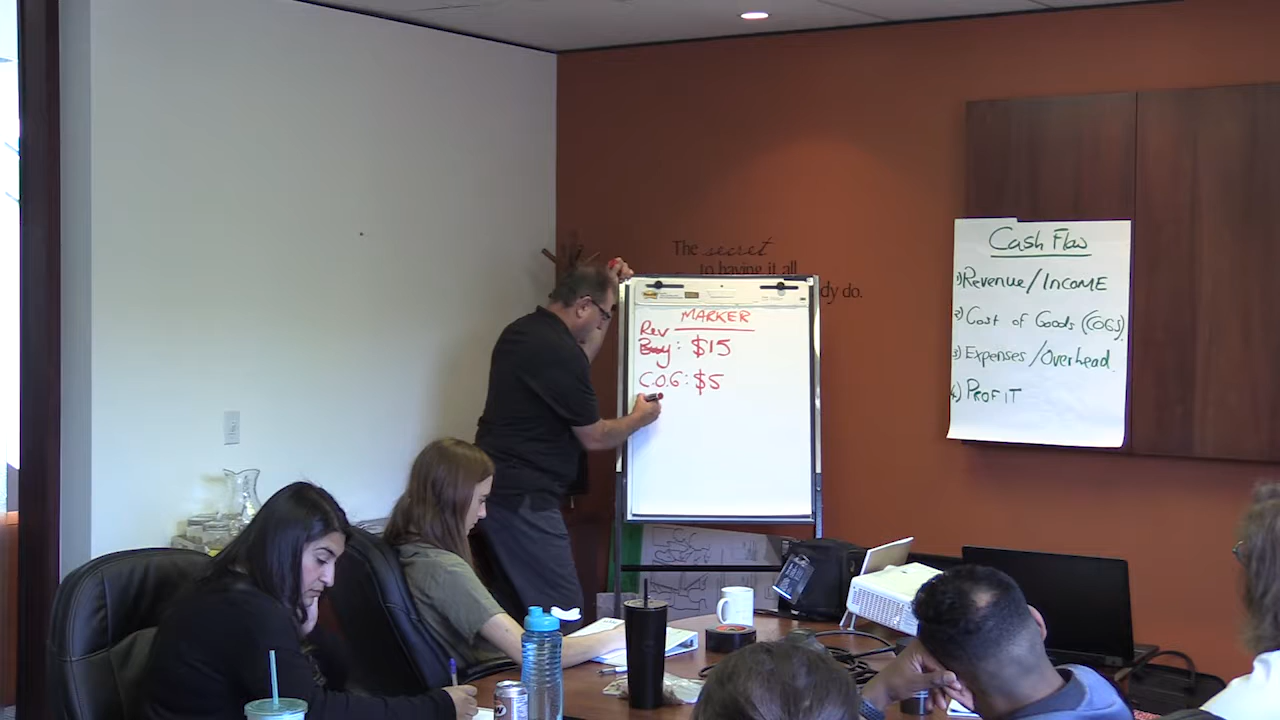 The secret
to having it all
dy do.
MARKER
Rev
Buy: $15
C.O.G: $5
Cash Flow
1) Revenue/INCOME
2) Cost of Goods (COGS)
3) Expenses/Overhead.
4) PROFIT